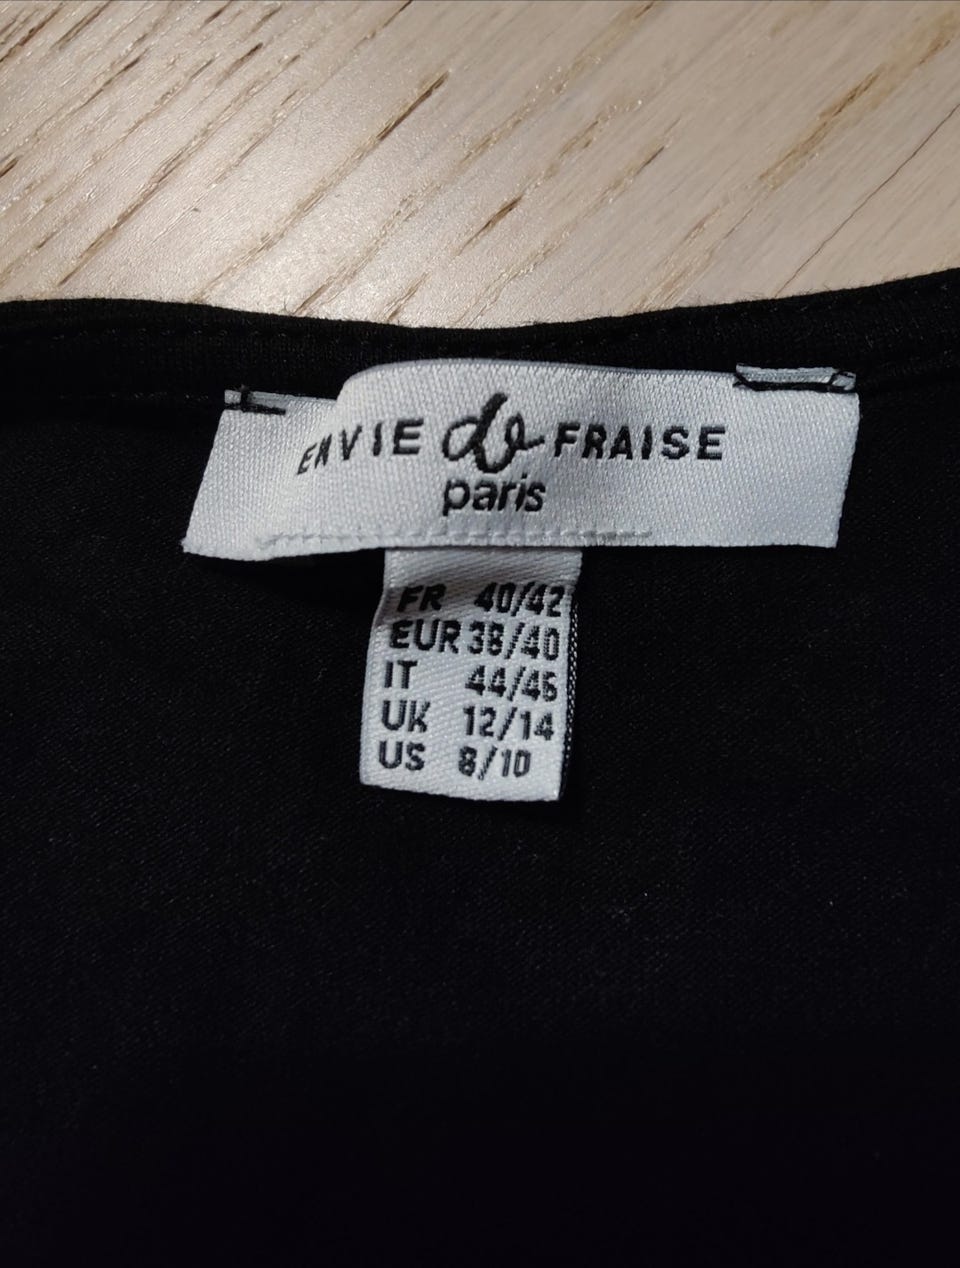 ENVIE de FRAISE
paris
FR 40/42
EUR 38/40
IT 44/46
UK 12/14
US 8/10